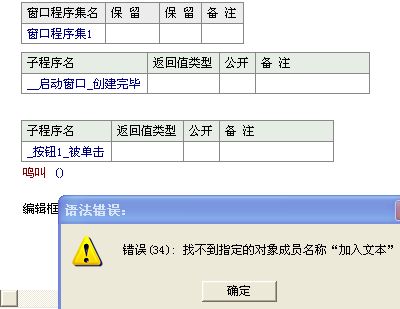 窗口程序集名 保 留 保 留 备 注
窗口程序集1
子程序名 返回值类型 公开 备 注
__启动窗口_创建完毕
子程序名 返回值类型 公开 备 注
_按钮1_被单击
鸣叫 ()
编辑框
语法错误：
错误(34): 找不到指定的对象成员名称“加入文本”
确定